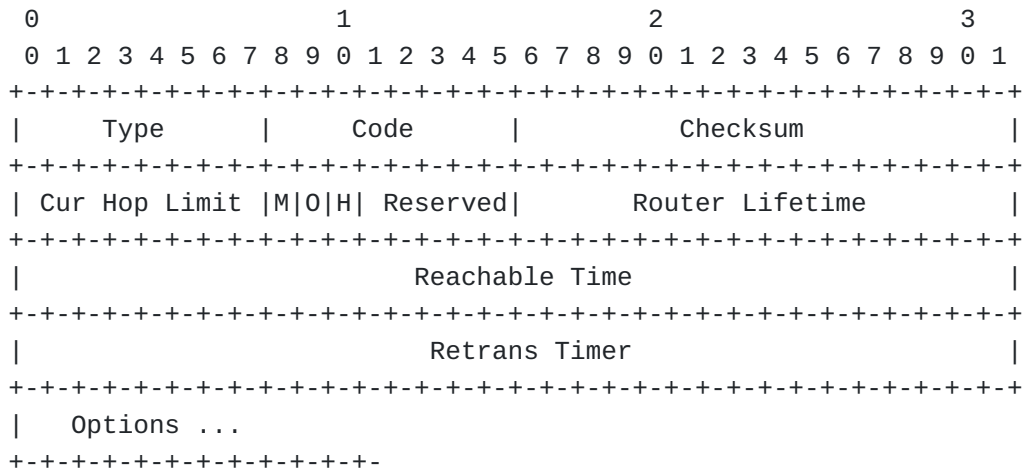 0                   1                   2                   3
 0 1 2 3 4 5 6 7 8 9 0 1 2 3 4 5 6 7 8 9 0 1 2 3 4 5 6 7 8 9 0 1
+-+-+-+-+-+-+-+-+-+-+-+-+-+-+-+-+-+-+-+-+-+-+-+-+-+-+-+-+-+-+-+-+
|     Type      |     Code      |          Checksum             |
+-+-+-+-+-+-+-+-+-+-+-+-+-+-+-+-+-+-+-+-+-+-+-+-+-+-+-+-+-+-+-+-+
| Cur Hop Limit |M|O|H| Reserved|       Router Lifetime         |
+-+-+-+-+-+-+-+-+-+-+-+-+-+-+-+-+-+-+-+-+-+-+-+-+-+-+-+-+-+-+-+-+
|                         Reachable Time                        |
+-+-+-+-+-+-+-+-+-+-+-+-+-+-+-+-+-+-+-+-+-+-+-+-+-+-+-+-+-+-+-+-+
|                          Retrans Timer                        |
+-+-+-+-+-+-+-+-+-+-+-+-+-+-+-+-+-+-+-+-+-+-+-+-+-+-+-+-+-+-+-+-+
|   Options ...
+-+-+-+-+-+-+-+-+-+-+-+-